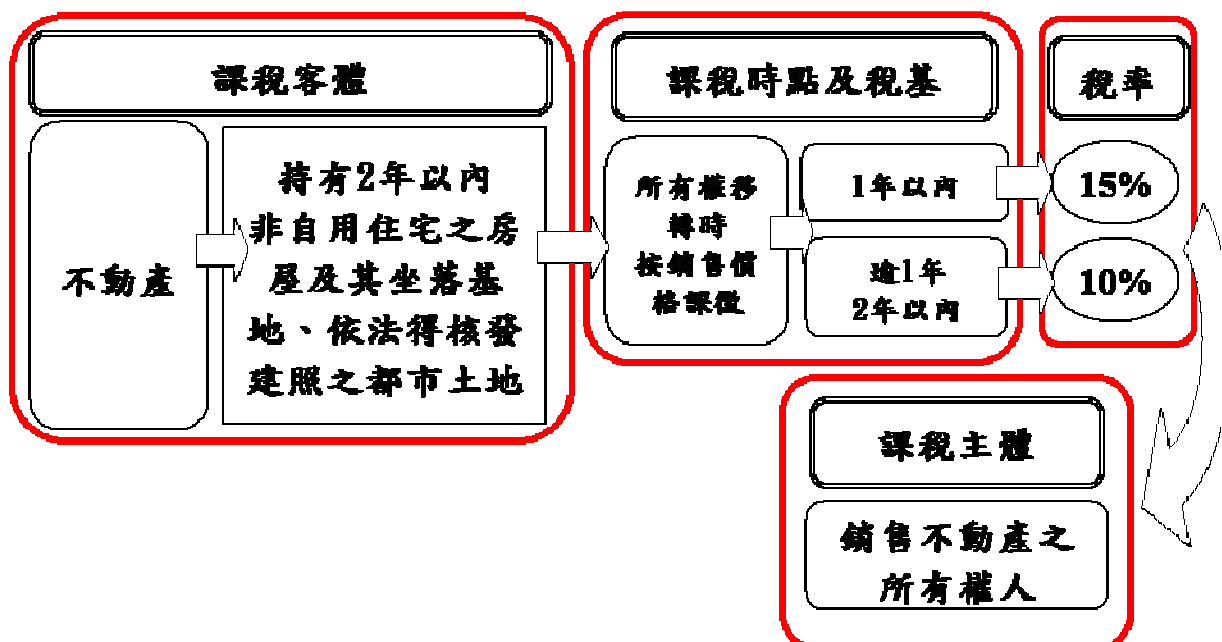 課稅客體
不動產
持有2年以內
非自用住宅之房
屋及其坐落基
地、依法得核發
建照之都市土地
課稅時點及稅基
所有權移
轉時
按銷售價
格課徵
1年以內
逾1年
2年以內
稅率
15%
10%
課稅主體
銷售不動產之
所有權人